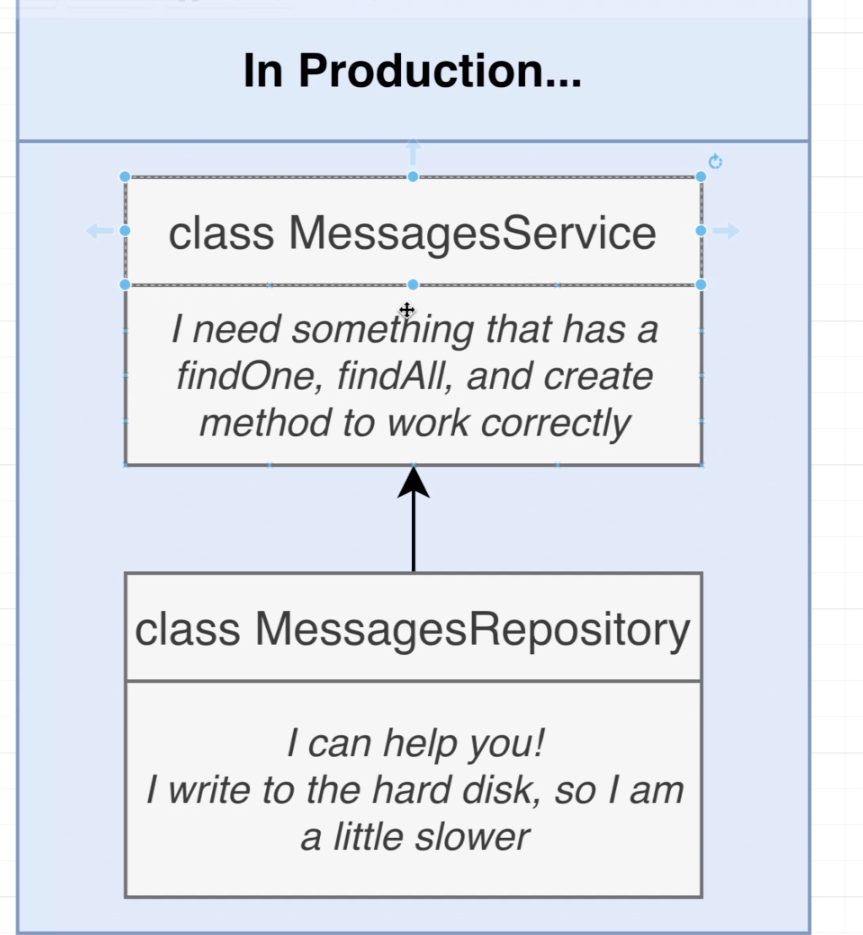 In Production...
class MessagesService
I need something that has a
findOne, findAll, and create
method to work correctly
class MessagesRepository
I can help you!
I write to the hard disk, so I am
a little slower